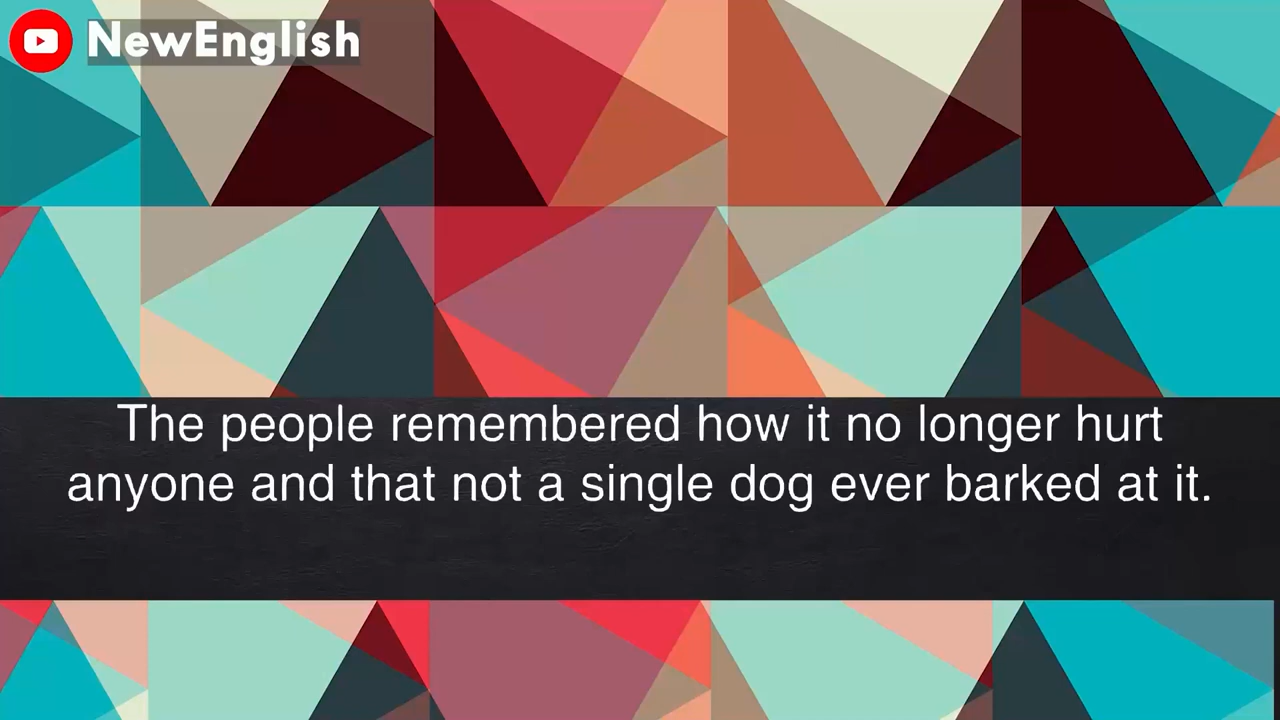 NewEnglish
The people remembered how it no longer hurt
anyone and that not a single dog ever barked at it.